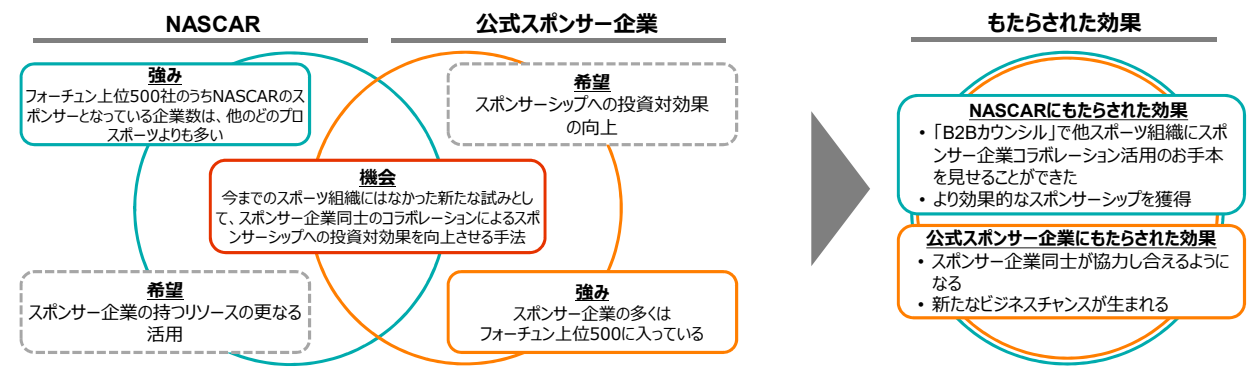 NASCAR
公式スポンサー企業
もたらされた効果
強み
フォーチュン上位500社のうちNASCARのス
ポンサーとなっている企業数は、他のどのプロ
スポーツよりも多い
希望
スポンサーシップへの投資対効果
の向上
機会
今までのスポーツ組織にはなかった新たな試みとし
て、スポンサー企業同士のコラボレーションによるスポ
ンサーシップへの投資対効果を向上させる手法
希望
スポンサー企業の持つリソースの更なる
活用
強み
スポンサー企業の多くは
フォーチュン上位500に入っている
NASCARにもたらされた効果
• 「B2Bカウンシル」で他スポーツ組織にスポ
ンサー企業コラボレーション活用のお手本
を見せることができた
• より効果的なスポンサーシップを獲得
公式スポンサー企業にもたらされた効果
• スポンサー企業同士が協力し合えるように
なる
• 新たなビジネスチャンスが生まれる